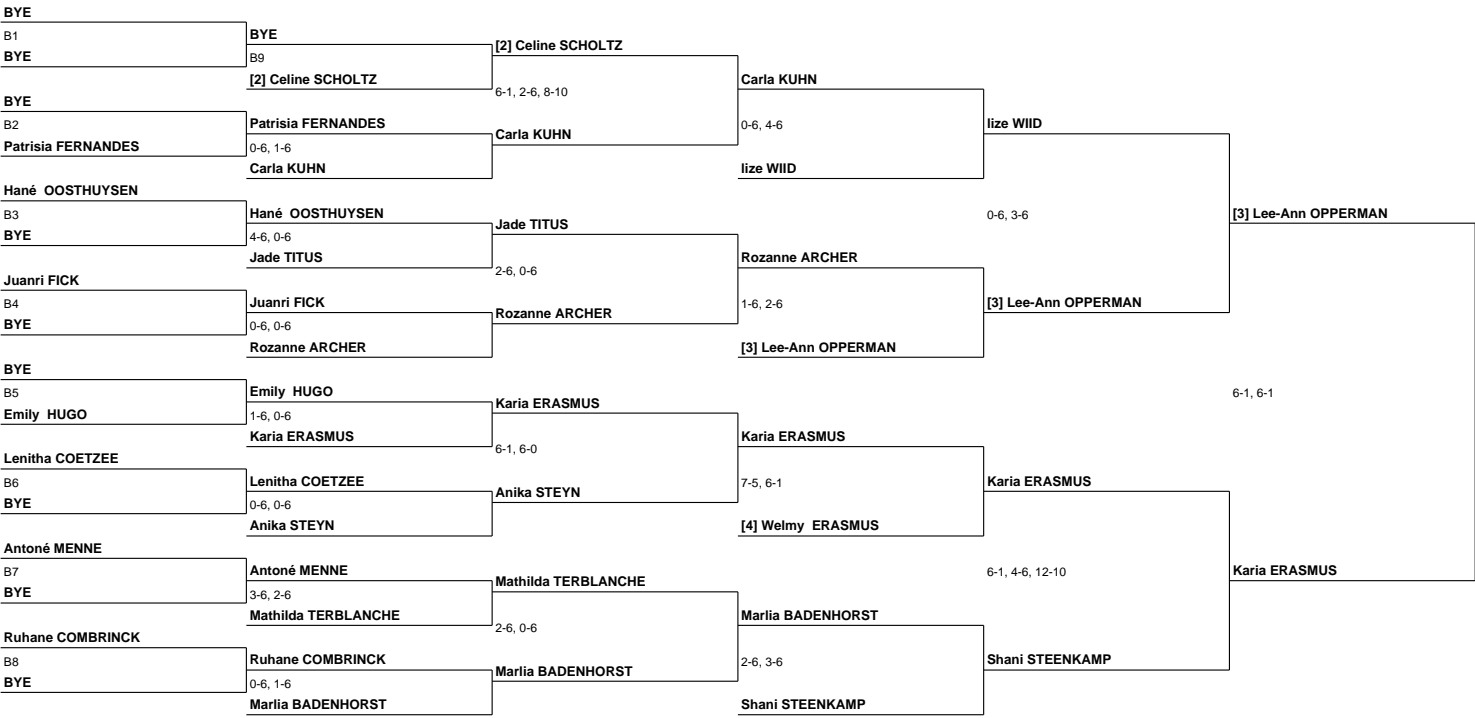 BYE
B1
BYE
BYE
B2
Patrisia FERNANDES
Hané OOSTHUYSEN
B3
BYE
Juanri FICK
B4
BYE
BYE
B5
Emily HUGO
Lenitha COETZEE
B6
BYE
Antoné MENNE
B7
BYE
Ruhane COMBRINCK
B8
BYE
BYE
B9
[2] Celine SCHOLTZ
Patrisia FERNANDES
0-6, 1-6
Carla KUHN
Hané OOSTHUYSEN
4-6, 0-6
Jade TITUS
Juanri FICK
0-6, 0-6
Rozanne ARCHER
Emily HUGO
1-6, 0-6
Karia ERASMUS
Lenitha COETZEE
0-6, 0-6
Anika STEYN
Antoné MENNE
3-6, 2-6
Mathilda TERBLANCHE
Ruhane COMBRINCK
0-6, 1-6
Marlia BADENHORST
[2] Celine SCHOLTZ
6-1, 2-6, 8-10
Carla KUHN
Jade TITUS
2-6, 0-6
Rozanne ARCHER
Karia ERASMUS
6-1, 6-0
Anika STEYN
Mathilda TERBLANCHE
2-6, 0-6
Marlia BADENHORST
Carla KUHN
0-6, 4-6
lize WIID
Rozanne ARCHER
1-6, 2-6
[3] Lee-Ann OPPERMAN
Karia ERASMUS
7-5, 6-1
[4] Welmy ERASMUS
Marlia BADENHORST
2-6, 3-6
Shani STEENKAMP
lize WIID
0-6, 3-6
[3] Lee-Ann OPPERMAN
Karia ERASMUS
6-1, 4-6, 12-10
Shani STEENKAMP
[3] Lee-Ann OPPERMAN
6-1, 6-1
Karia ERASMUS